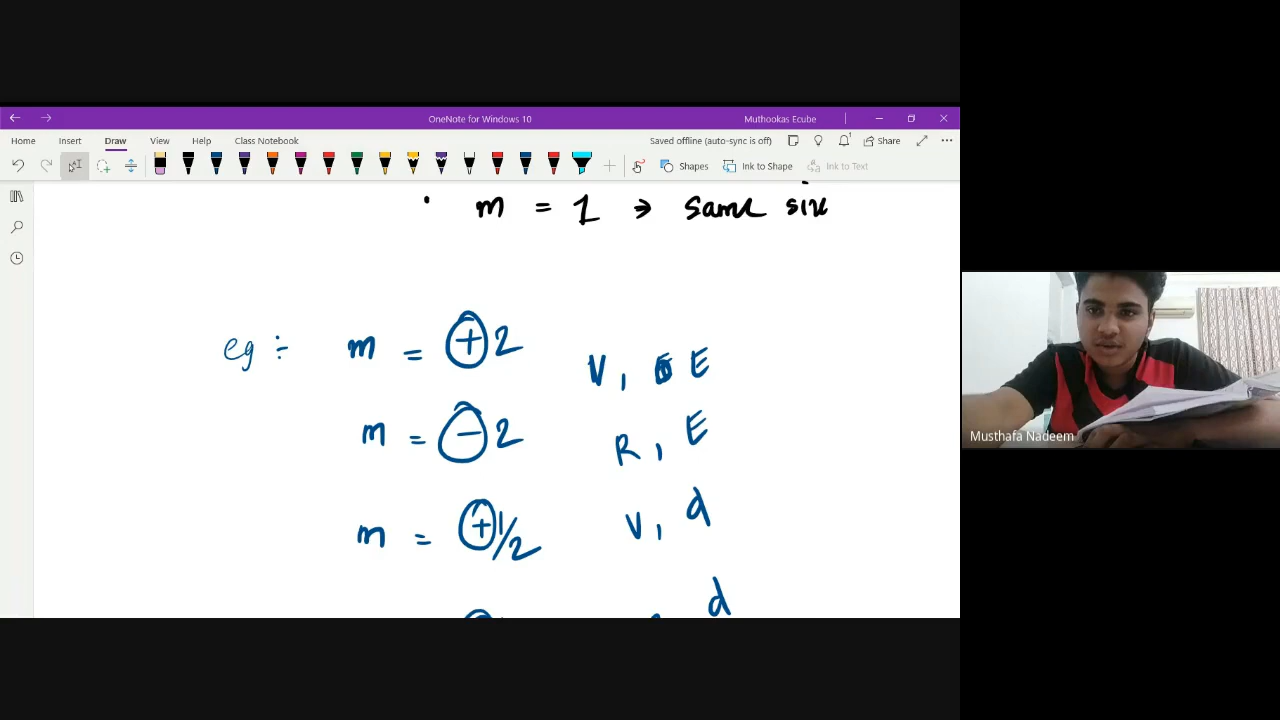 OneNote for Windows 10
Muthookas Ecube
Home Insert Draw View Help Class Notebook
Saved offline (auto-sync is off)
Share
Shapes Ink to Shape Ink to Text
• m = 1 → same size
eg :- m = +2 V, E
m = -2 R, E
m = +1/2 V, d
d
Musthafa Nadeem